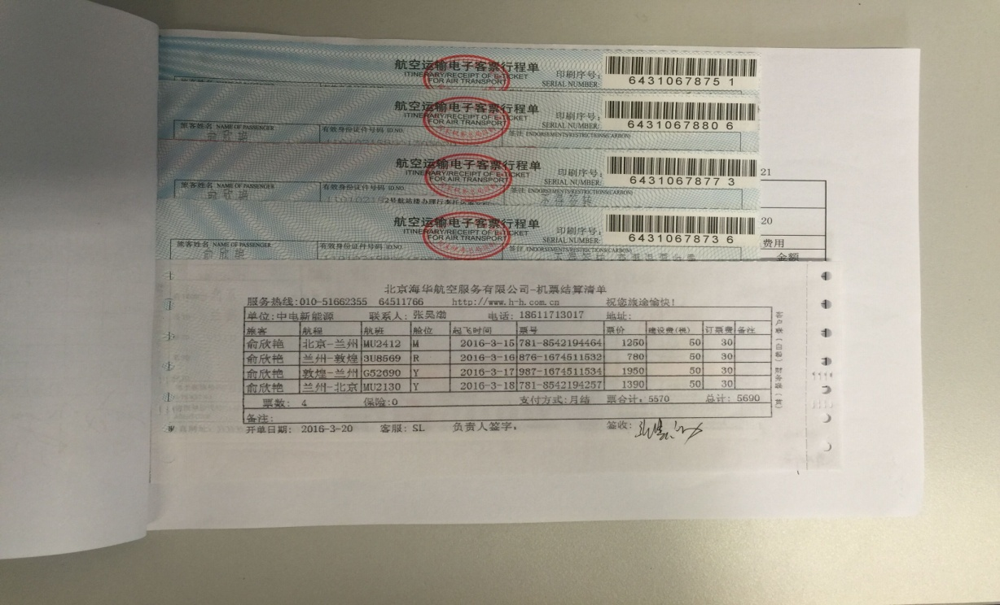 航空运输电子客票行程单
ITINERARY/RECEIPT OF E-TICKET
FOR AIR TRANSPORT
印刷序号:
SERIAL NUMBER:
6431067875 1
航空运输电子客票行程单
ITINERARY/RECEIPT OF E-TICKET
FOR AIR TRANSPORT
印刷序号:
SERIAL NUMBER:
6431067880 6
旅客姓名 NAME OF PASSENGER 有效身份证件号码 ID.NO. 签注 ENDORSEMENTS/RESTRICTIONS(CARBON)
俞欣艳
航空运输电子客票行程单
ITINERARY/RECEIPT OF E-TICKET
FOR AIR TRANSPORT
印刷序号:
SERIAL NUMBER:
6431067877 3
21
旅客姓名 NAME OF PASSENGER 有效身份证件号码 ID.NO. 签注 ENDORSEMENTS/RESTRICTIONS(CARBON)
俞欣艳 不得签转
航空运输电子客票行程单
ITINERARY/RECEIPT OF E-TICKET
FOR AIR TRANSPORT
印刷序号:
SERIAL NUMBER:
6431067873 6
20
费用
旅客姓名 NAME OF PASSENGER 有效身份证件号码 ID.NO. 签注 ENDORSEMENTS/RESTRICTIONS(CARBON)
俞欣艳 金额
北京海华航空服务有限公司-机票结算清单
服务热线:010-51662355 64511766 http://www.h-h.com.cn 祝您旅途愉快!
单位:中电新能源 联系人: 张昊渤 电话: 18611713017 地址:
旅客 航程 航班 舱位 起飞时间 票号 票价 建设费(税) 订票费 备注
俞欣艳 北京-兰州 MU2412 M 2016-3-15 781-8542194464 1250 50 30
俞欣艳 兰州-敦煌 3U8569 R 2016-3-16 876-1674511532 780 50 30
俞欣艳 敦煌-兰州 G52690 Y 2016-3-17 987-1674511534 1950 50 30
俞欣艳 兰州-北京 MU2130 Y 2016-3-18 781-8542194257 1390 50 30
票数: 4 保险:0 支付方式:月结 票合计: 5570 总计: 5690
备注:
开单日期: 2016-3-20 客服: SL 负责人签字: 签收: